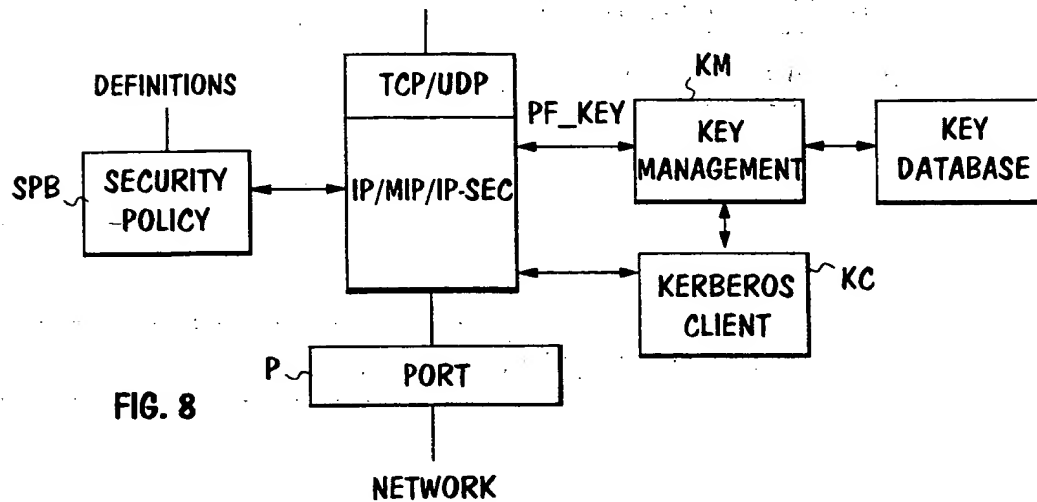 DEFINITIONS
SPB
SECURITY
POLICY
TCP/UDP
IP/MIP/IP-SEC
PF_KEY
KM
KEY
MANAGEMENT
KEY
DATABASE
KERBEROS
CLIENT
KC
P
PORT
FIG. 8
NETWORK